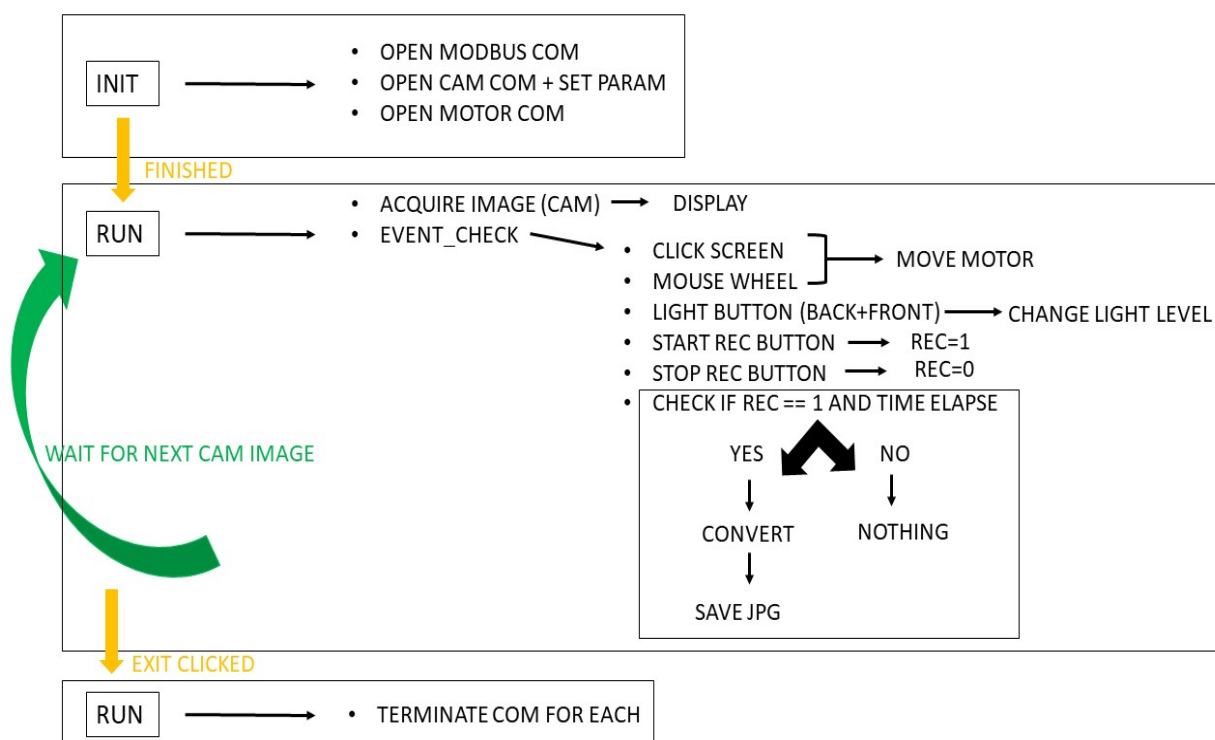 INIT
• OPEN MODBUS COM
• OPEN CAM COM + SET PARAM
• OPEN MOTOR COM
FINISHED
RUN
• ACQUIRE IMAGE (CAM) DISPLAY
• EVENT_CHECK
• CLICK SCREEN
• MOUSE WHEEL
MOVE MOTOR
• LIGHT BUTTON (BACK+FRONT) CHANGE LIGHT LEVEL
• START REC BUTTON REC=1
• STOP REC BUTTON REC=0
• CHECK IF REC == 1 AND TIME ELAPSE
YES NO
CONVERT NOTHING
SAVE JPG
WAIT FOR NEXT CAM IMAGE
EXIT CLICKED
RUN
• TERMINATE COM FOR EACH